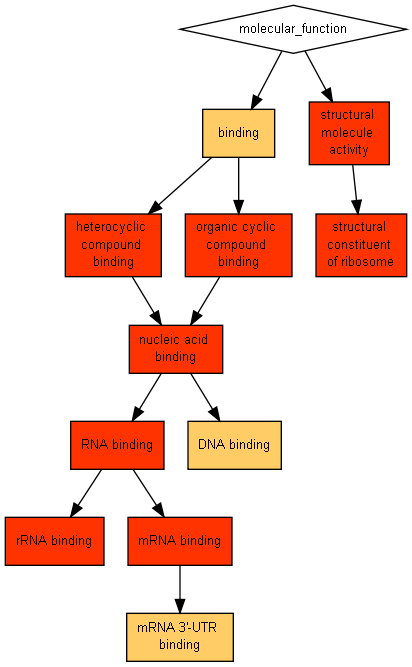 molecular_function
binding
structural
molecule
activity
heterocyclic
compound
binding
organic cyclic
compound
binding
structural
constituent
of ribosome
nucleic acid
binding
RNA binding
DNA binding
rRNA binding
mRNA binding
mRNA 3'-UTR
binding